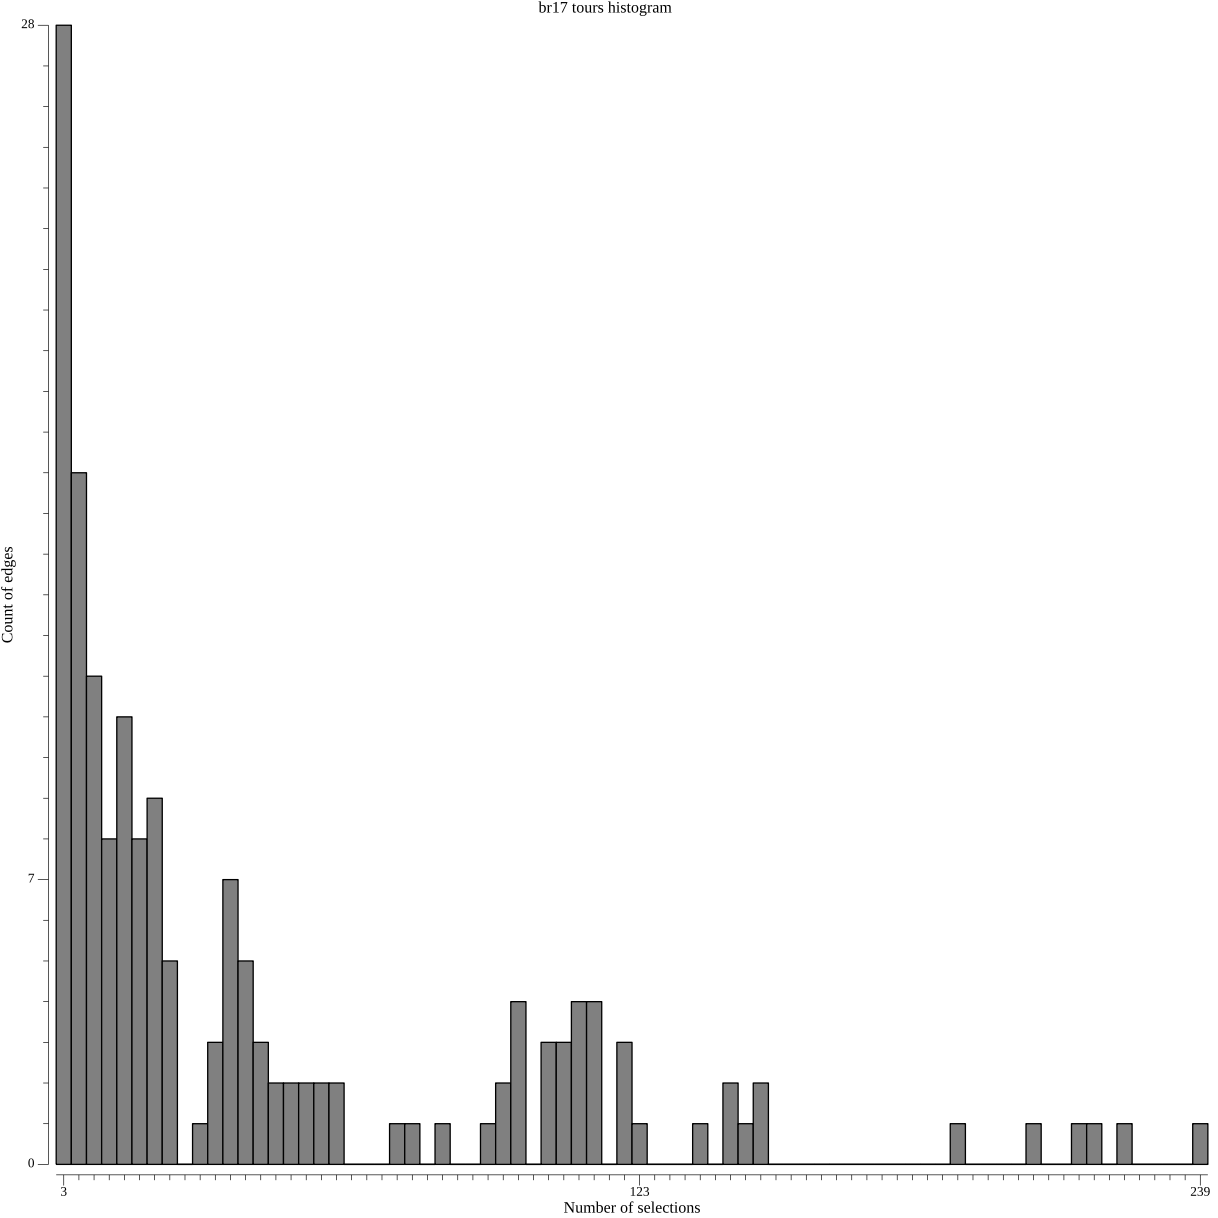 br17 tours histogram
28
Count of edges
7
0
3
123
239
Number of selections